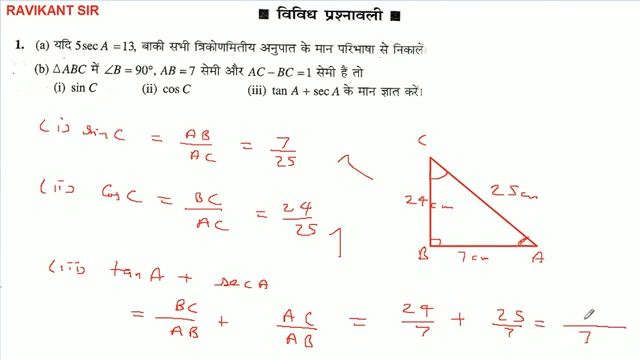 RAVIKANT SIR
विविध प्रश्नावली
1. (a) यदि 5 sec A = 13, बाकी सभी त्रिकोणमितीय अनुपात के मान परिभाषा से निकालें।
(b) △ABC में ∠B = 90°, AB = 7 सेमी और AC – BC = 1 सेमी हैं तो
(i) sin C (ii) cos C (iii) tan A + sec A के मान ज्ञात करें।
(i) sin C = AB/AC = 7/25
(ii) cos C = BC/AC = 24/25
(iii) tan A + sec A
= BC/AB + AC/AB = 24/7 + 25/7 = /7
C
24 cm 25 cm
B 7 cm A